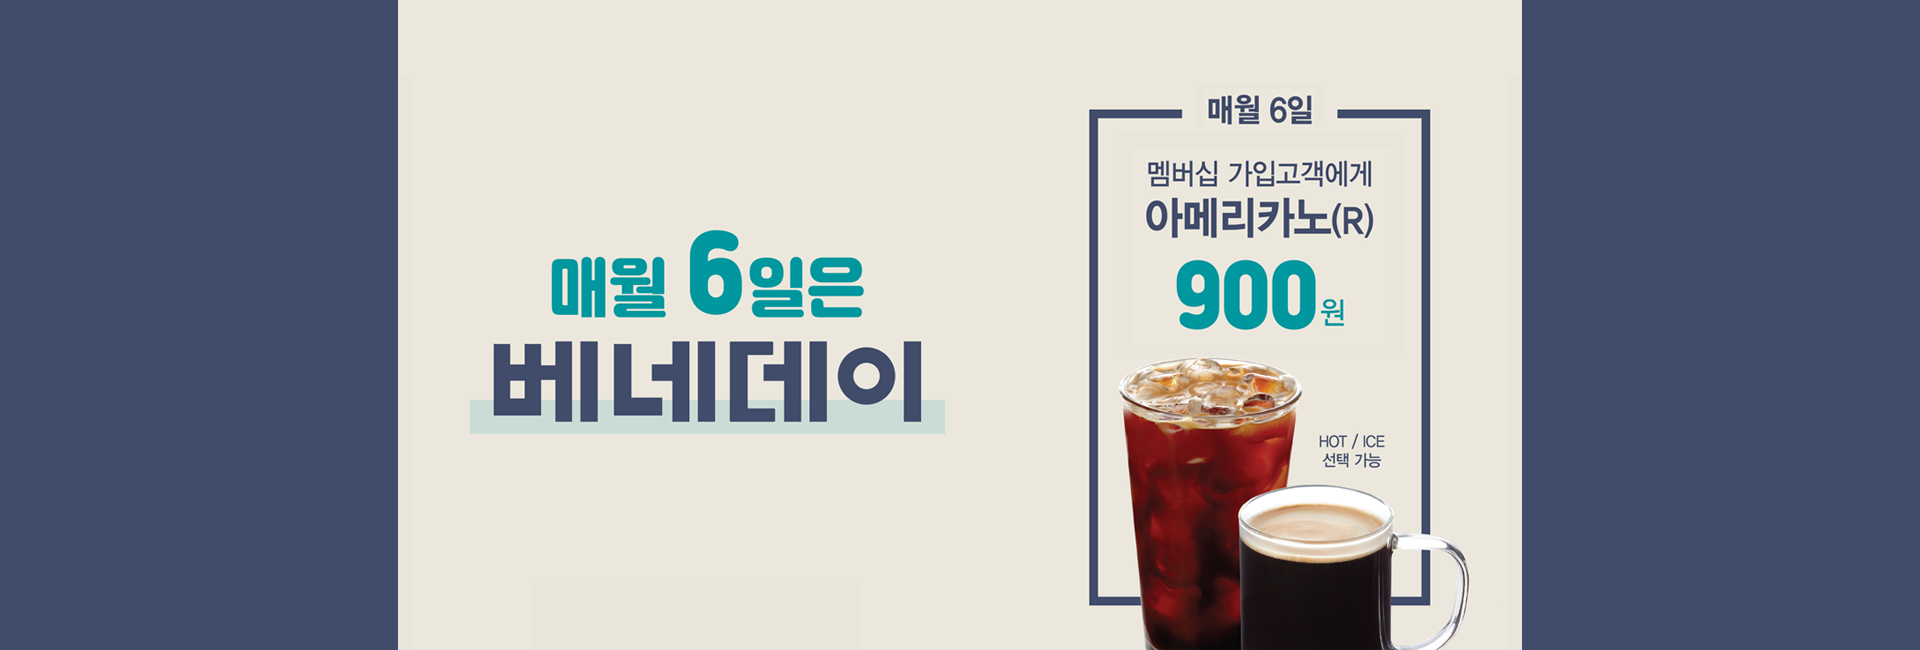 매월 6일은
베네데이
매월 6일
멤버십 가입고객에게
아메리카노(R)
900원
HOT / ICE
선택 가능